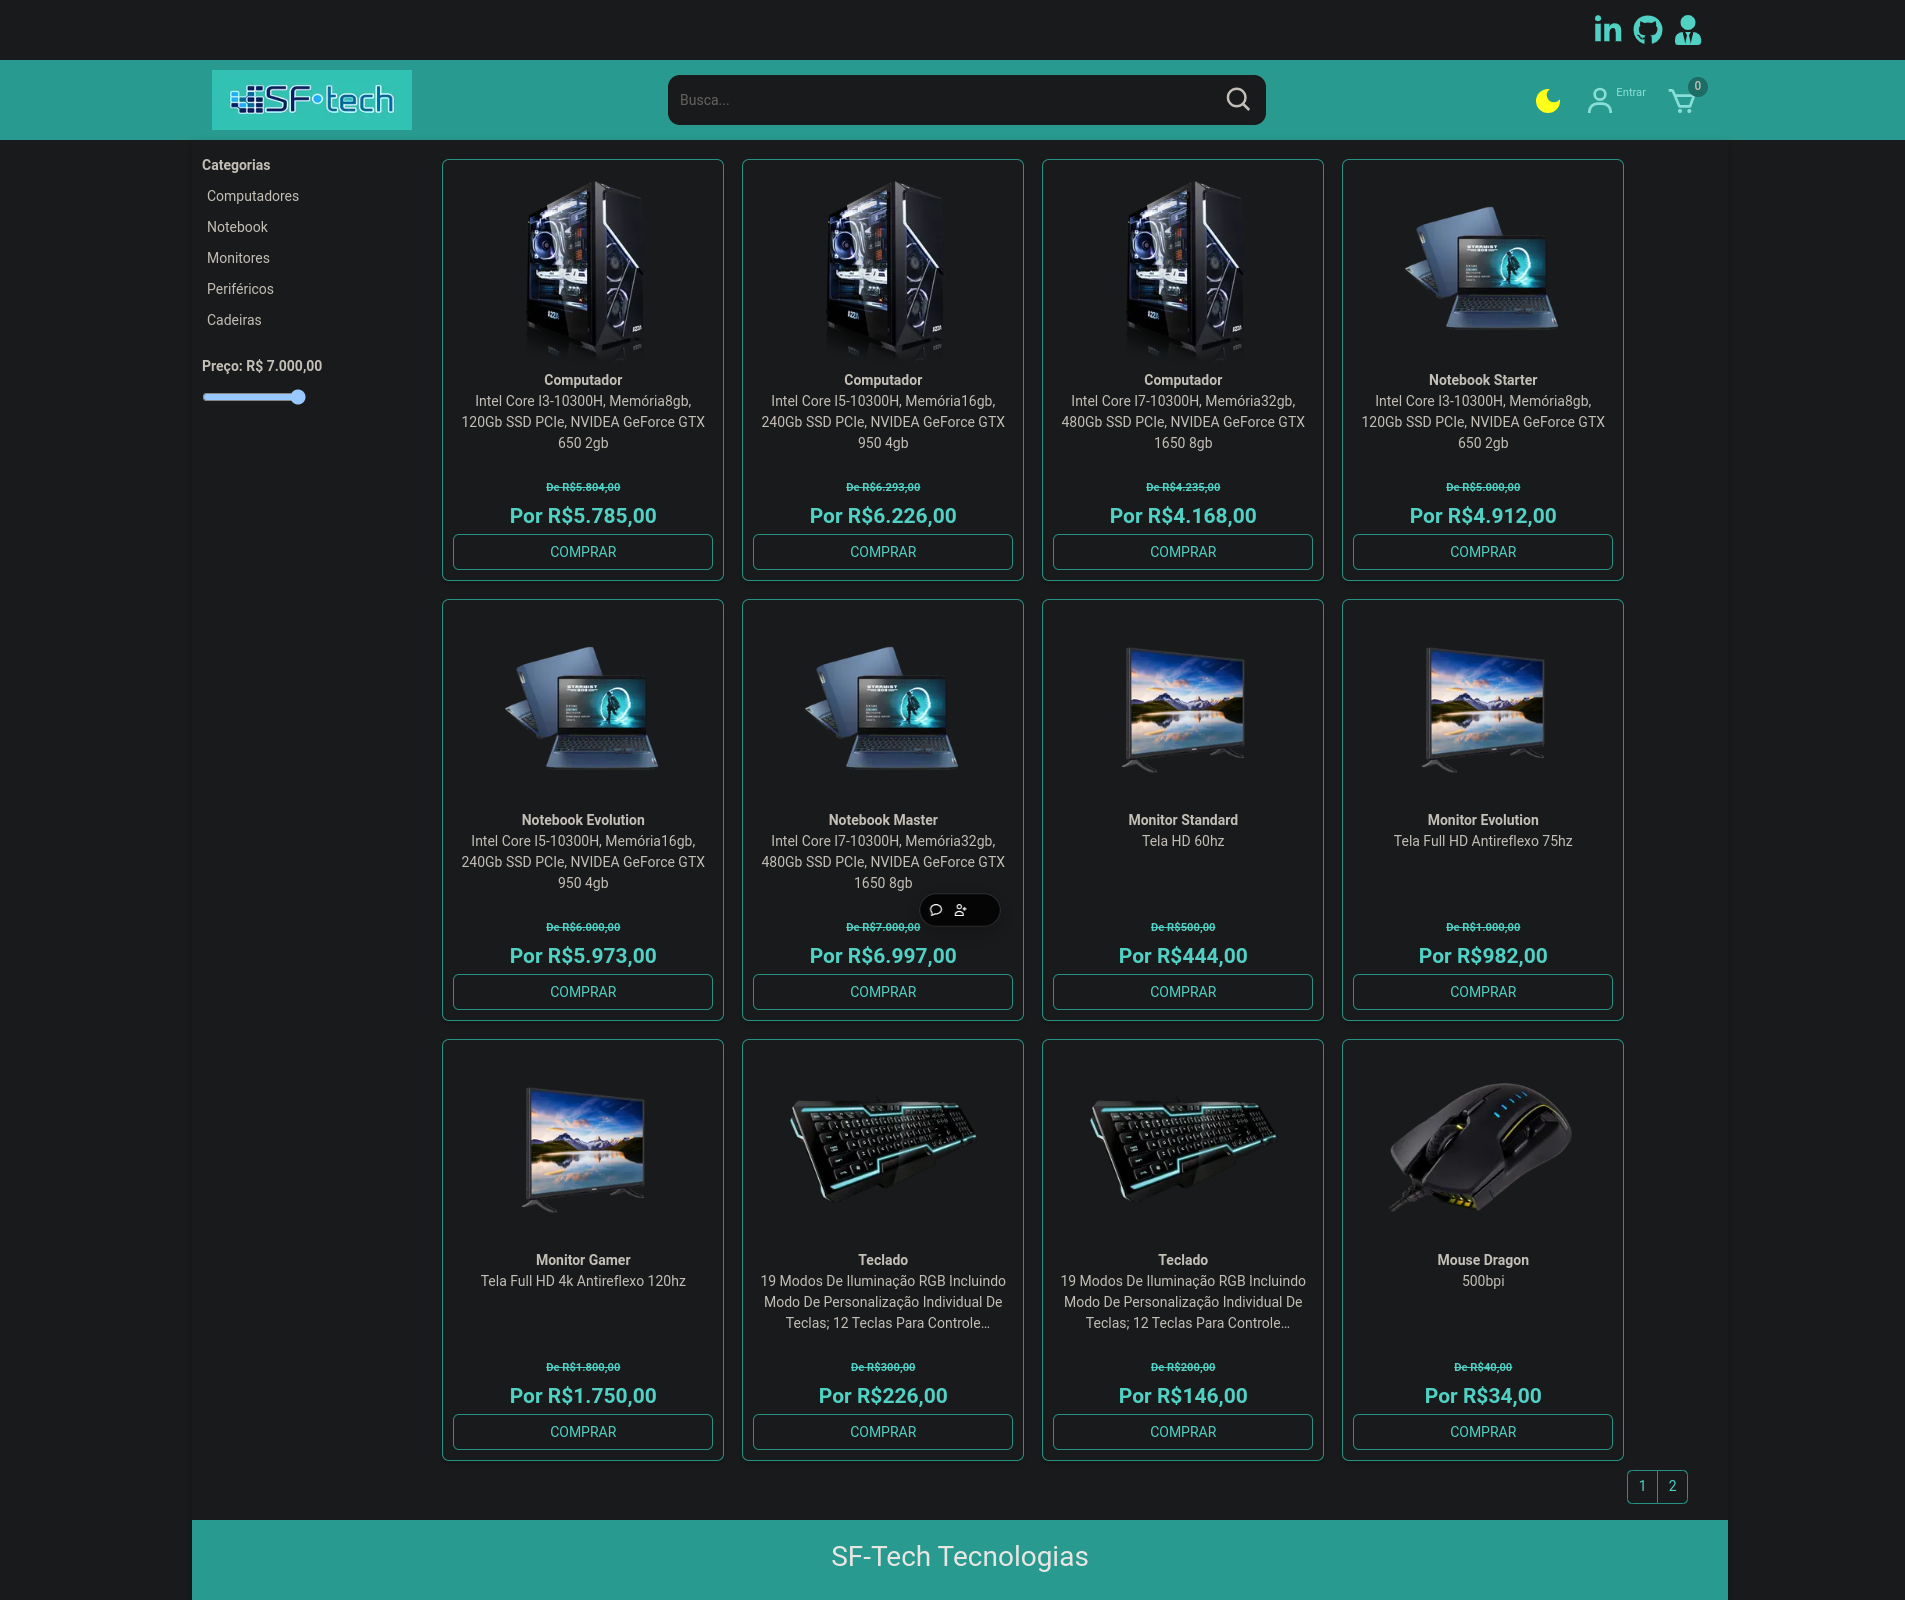 SF·tech
Busca...
Entrar
0
Categorias
Computadores
Notebook
Monitores
Periféricos
Cadeiras
Preço: R$ 7.000,00
Computador
Intel Core I3-10300H, Memória8gb,
120Gb SSD PCIe, NVIDEA GeForce GTX
650 2gb
De R$5.804,00
Por R$5.785,00
COMPRAR
Computador
Intel Core I5-10300H, Memória16gb,
240Gb SSD PCIe, NVIDEA GeForce GTX
950 4gb
De R$6.293,00
Por R$6.226,00
COMPRAR
Computador
Intel Core I7-10300H, Memória32gb,
480Gb SSD PCIe, NVIDEA GeForce GTX
1650 8gb
De R$4.235,00
Por R$4.168,00
COMPRAR
Notebook Starter
Intel Core I3-10300H, Memória8gb,
120Gb SSD PCIe, NVIDEA GeForce GTX
650 2gb
De R$5.000,00
Por R$4.912,00
COMPRAR
Notebook Evolution
Intel Core I5-10300H, Memória16gb,
240Gb SSD PCIe, NVIDEA GeForce GTX
950 4gb
De R$6.000,00
Por R$5.973,00
COMPRAR
Notebook Master
Intel Core I7-10300H, Memória32gb,
480Gb SSD PCIe, NVIDEA GeForce GTX
1650 8gb
De R$7.000,00
Por R$6.997,00
COMPRAR
Monitor Standard
Tela HD 60hz
De R$500,00
Por R$444,00
COMPRAR
Monitor Evolution
Tela Full HD Antireflexo 75hz
De R$1.000,00
Por R$982,00
COMPRAR
Monitor Gamer
Tela Full HD 4k Antireflexo 120hz
De R$1.800,00
Por R$1.750,00
COMPRAR
Teclado
19 Modos De Iluminação RGB Incluindo
Modo De Personalização Individual De
Teclas; 12 Teclas Para Controle...
De R$300,00
Por R$226,00
COMPRAR
Teclado
19 Modos De Iluminação RGB Incluindo
Modo De Personalização Individual De
Teclas; 12 Teclas Para Controle...
De R$200,00
Por R$146,00
COMPRAR
Mouse Dragon
500bpi
De R$40,00
Por R$34,00
COMPRAR
1 2
SF-Tech Tecnologias